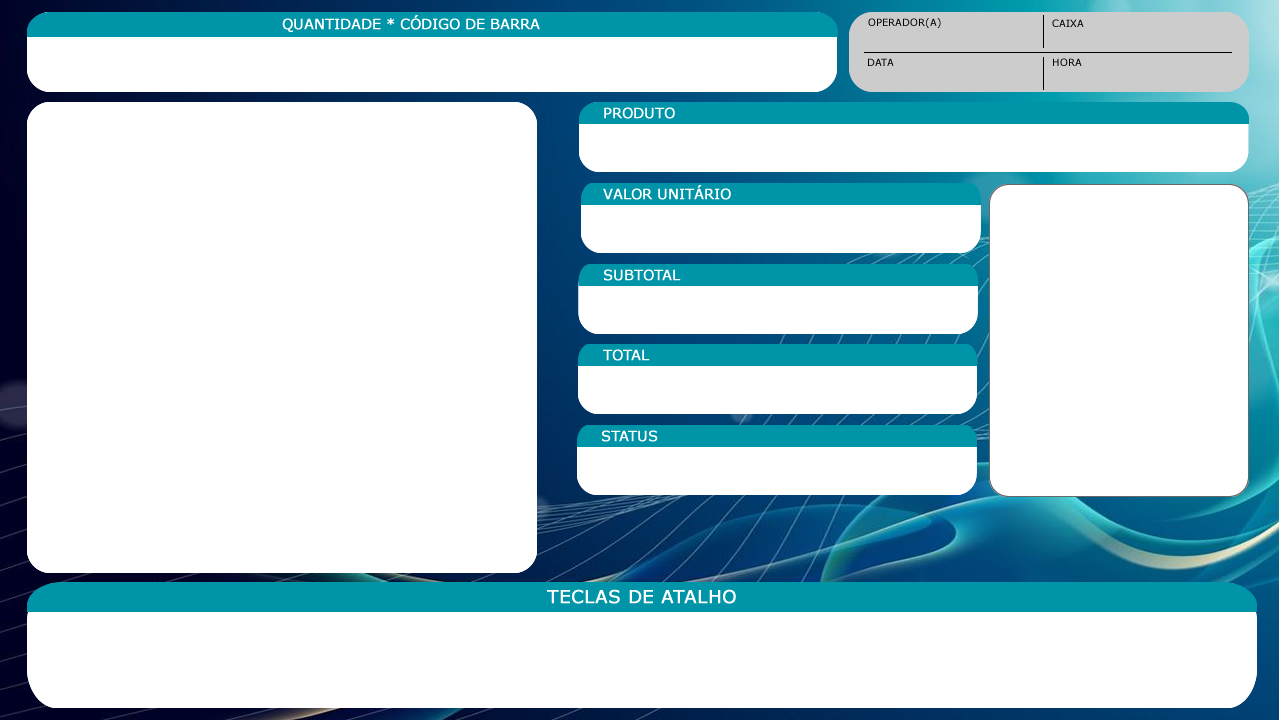 QUANTIDADE * CÓDIGO DE BARRA
OPERADOR(A)
CAIXA
DATA
HORA
PRODUTO
VALOR UNITÁRIO
SUBTOTAL
TOTAL
STATUS
TECLAS DE ATALHO